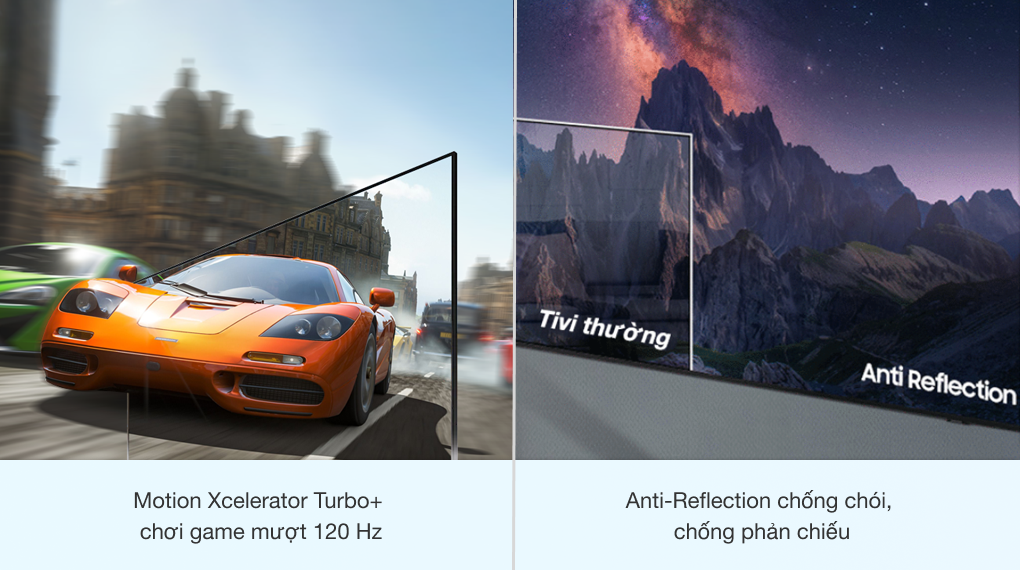 Tivi thường
Anti Reflection
Motion Xcelerator Turbo+
chơi game mượt 120 Hz
Anti-Reflection chống chói,
chống phản chiếu